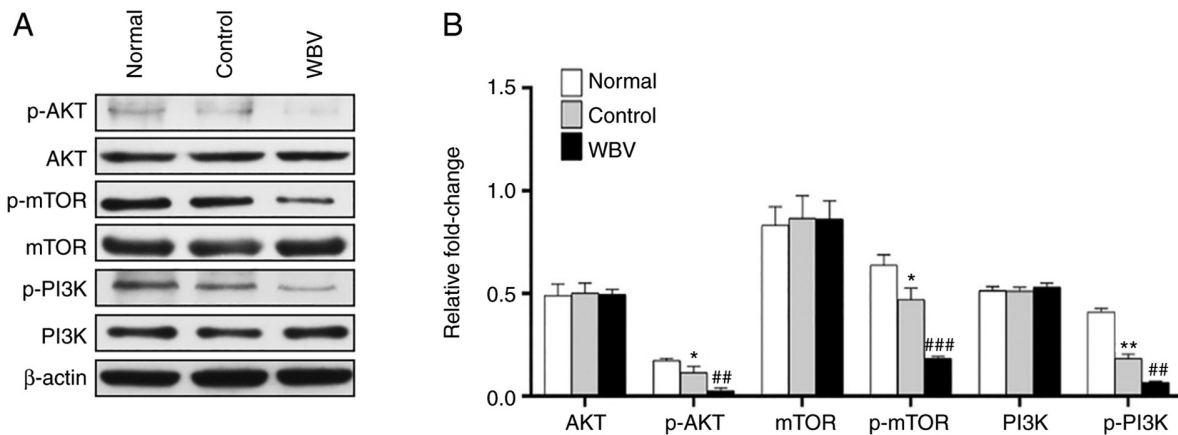 A
Normal
Control
WBV
p-AKT
AKT
p-mTOR
mTOR
p-PI3K
PI3K
β-actin
B
Normal
Control
WBV
Relative fold-change
1.5
1.0
0.5
0.0
*
##
*
###
**
##
AKT
p-AKT
mTOR
p-mTOR
PI3K
p-PI3K